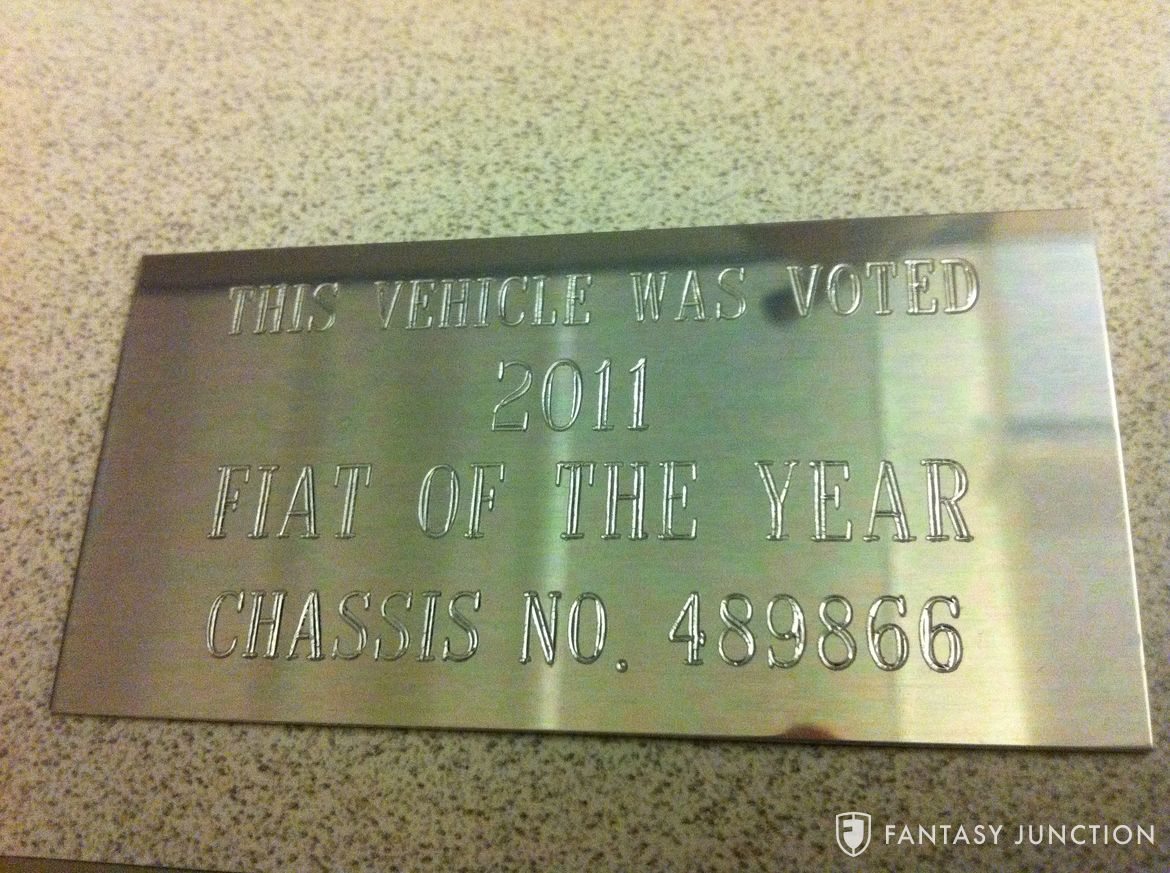 THIS VEHICLE WAS VOTED
2011
FIAT OF THE YEAR
CHASSIS NO. 489866
FANTASY JUNCTION